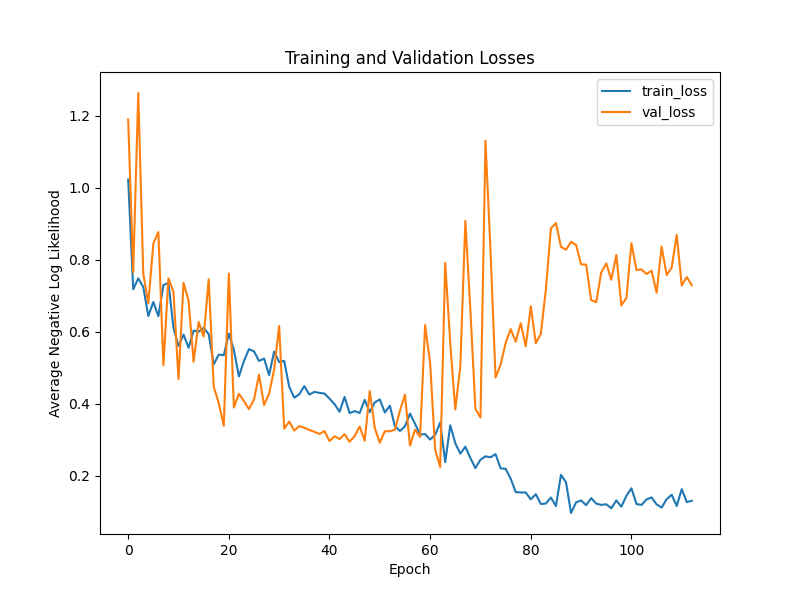 Training and Validation Losses
train_loss
val_loss
Average Negative Log Likelihood
1.2
1.0
0.8
0.6
0.4
0.2
0
20
40
60
80
100
Epoch